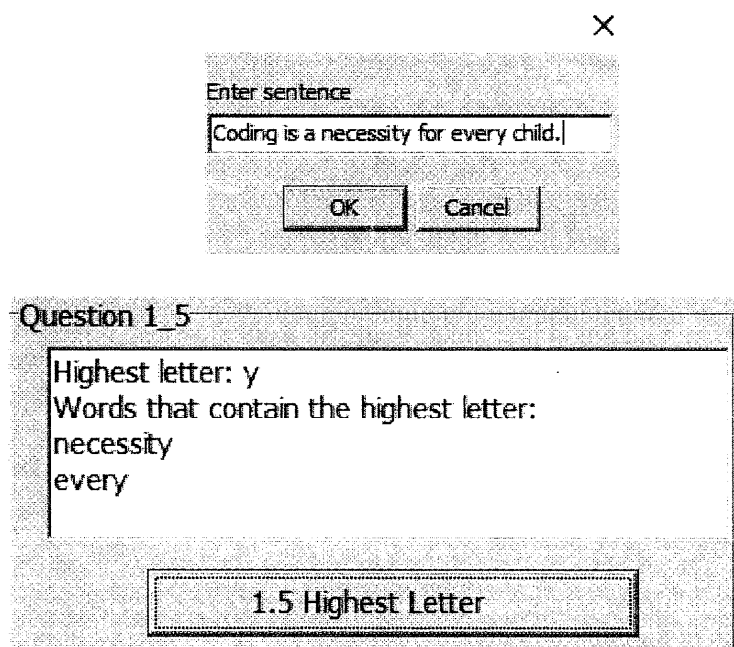 Enter sentence
Coding is a necessity for every child.
OK Cancel
Question 1_5
Highest letter: y
Words that contain the highest letter:
necessity
every
1.5 Highest Letter